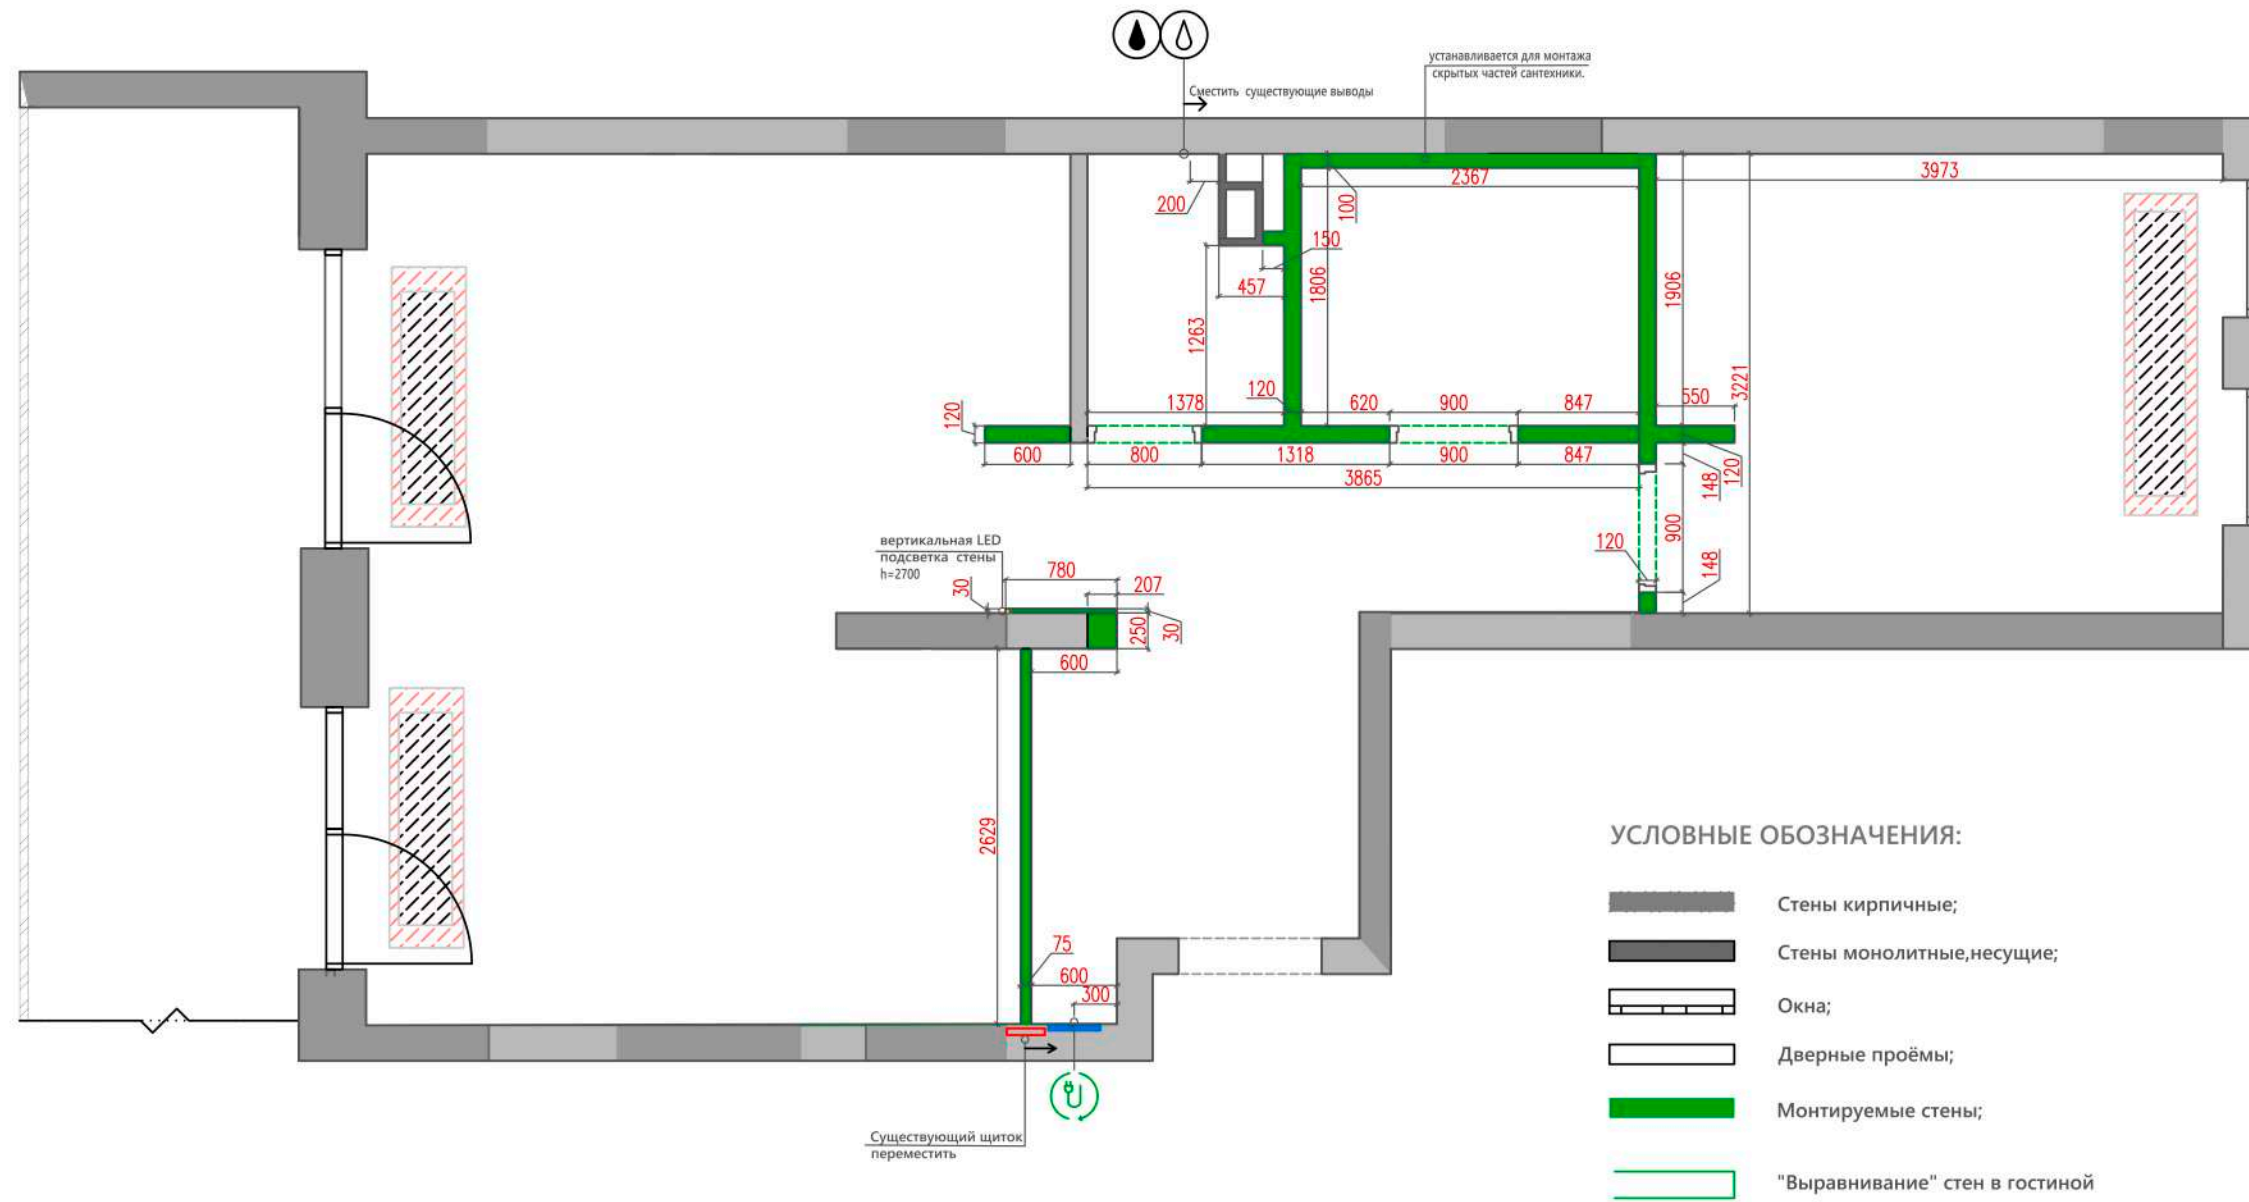 устанавливается для монтажа
скрытых частей сантехники.
Сместить существующие выводы
3973
2367
200
100
150
457
1806
1906
1263
3221
120
1378
120
620
900
847
550
600
800
1318
900
847
3865
148
120
900
120
148
вертикальная LED
подсветка стены
h=2700
780
30
207
250
30
600
2629
75
600
300
Существующий щиток
переместить
УСЛОВНЫЕ ОБОЗНАЧЕНИЯ:
Стены кирпичные;
Стены монолитные,несущие;
Окна;
Дверные проёмы;
Монтируемые стены;
"Выравнивание" стен в гостиной